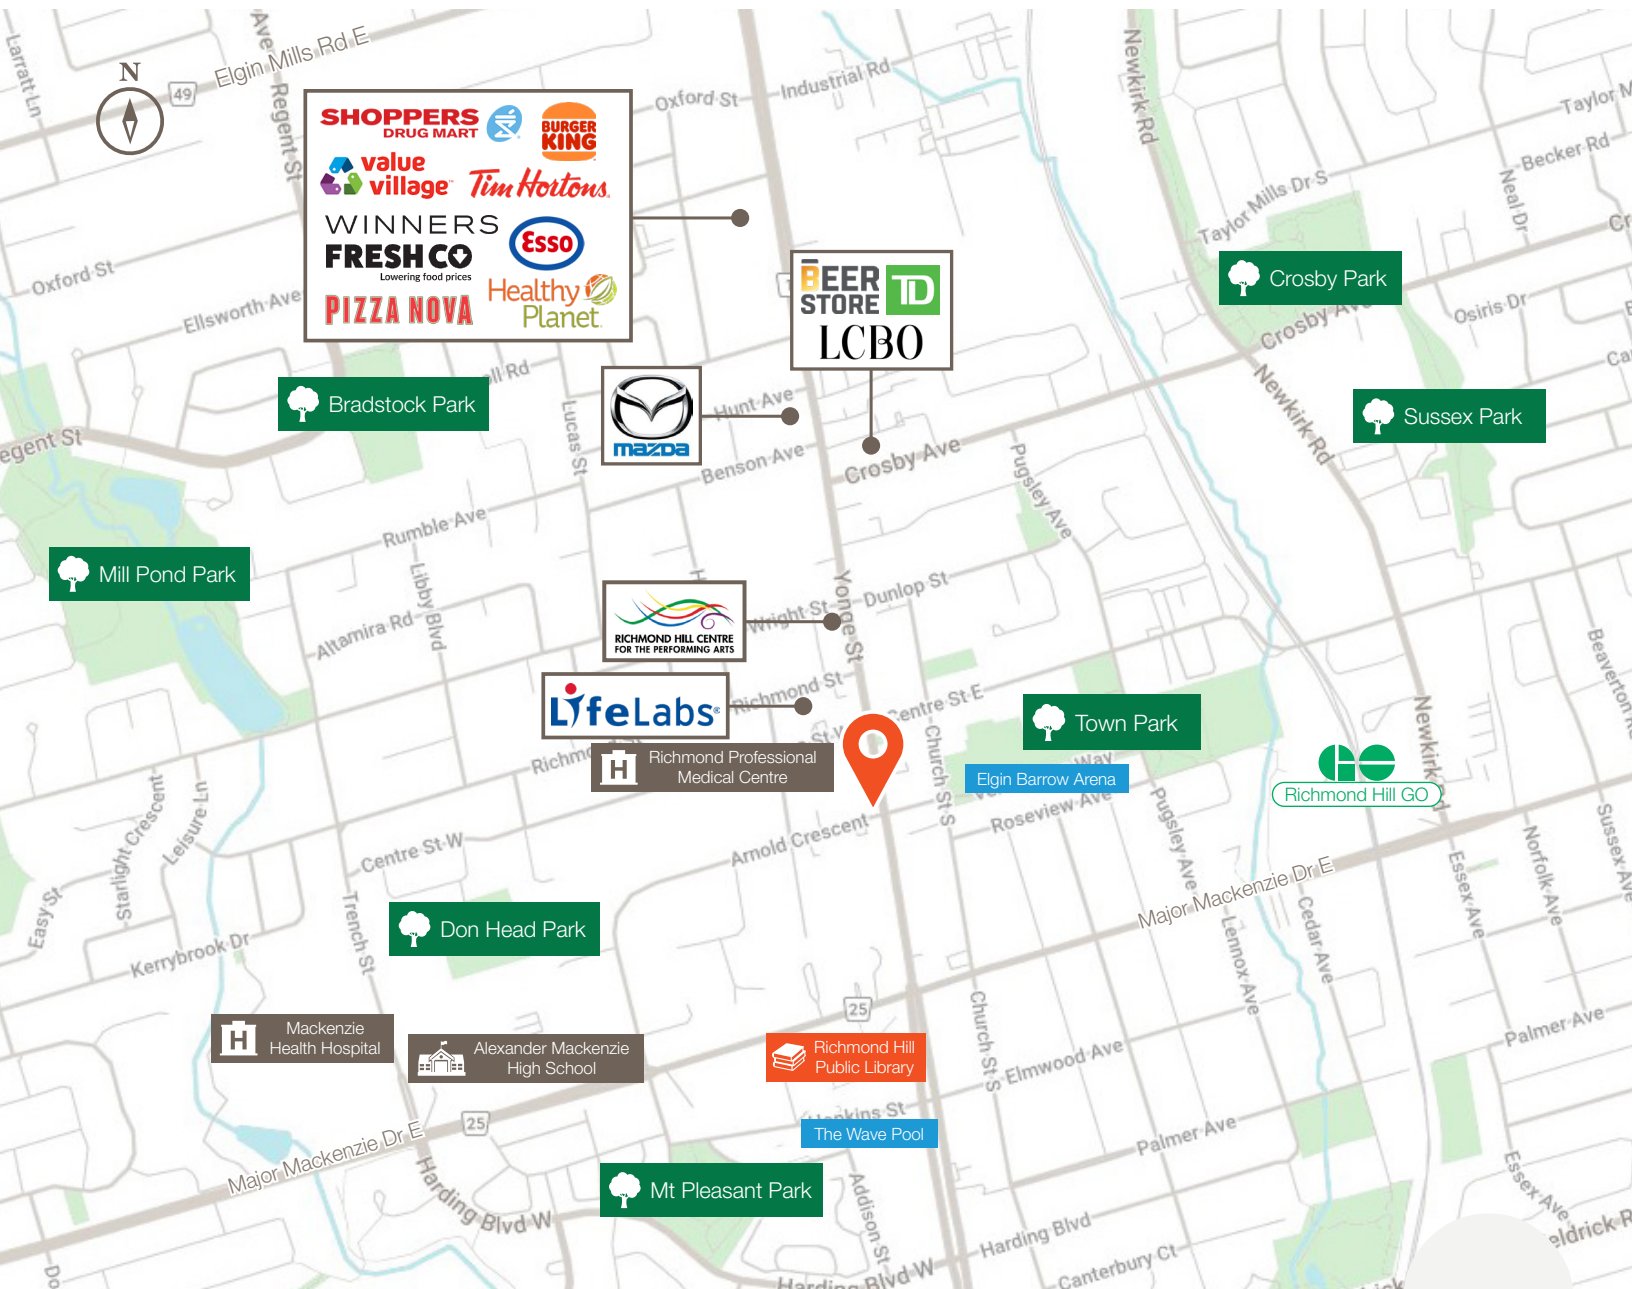 Larratt Ln
Ave
Elgin Mills Rd E
N
49
Regent St
SHOPPERS
DRUG MART
BURGER
KING
value
village
Tim Hortons
WINNERS
FRESHCO
Lowering food prices
Esso
PIZZA NOVA
Healthy
Planet
Oxford St
Industrial Rd
Newkirk Rd
Taylor M
Becker Rd
Neal Dr
Taylor Mills Dr S
Oxford St
Ellsworth Ave
BEER
STORE
TD
LCBO
Crosby Park
Crosby Ave
Osiris Dr
Bradstock Park
oll Rd
mazda
Hunt Ave
Lucas St
Benson Ave
Crosby Ave
Pugsley Ave
Newkirk Rd
Sussex Park
egent St
Rumble Ave
Mill Pond Park
Libby Blvd
Altamira Rd
RICHMOND HILL CENTRE
FOR THE PERFORMING ARTS
Wright St
Yonge St
Dunlop St
Beaverton Rd
LifeLabs
Richmond St
Centre St E
Town Park
Newkirk Rd
Richmond Professional
Medical Centre
Church St S
Elgin Barrow Arena
Way
Roseview Ave
Pugsley Ave
Richmond Hill GO
Starlight Crescent
Leisure Ln
Centre St W
Arnold Crescent
Major Mackenzie Dr E
Essex Ave
Norfolk Ave
Sussex Ave
Easy St
Kerrybrook Dr
Trench St
Don Head Park
Lennox Ave
Cedar Ave
25
Mackenzie
Health Hospital
Alexander Mackenzie
High School
Richmond Hill
Public Library
Church St S
Elmwood Ave
Palmer Ave
25
The Wave Pool
Palmer Ave
Major Mackenzie Dr E
Harding Blvd W
Mt Pleasant Park
Addison St
Harding Blvd
Essex Ave
eldrick R
Harding Blvd W
Canterbury Ct